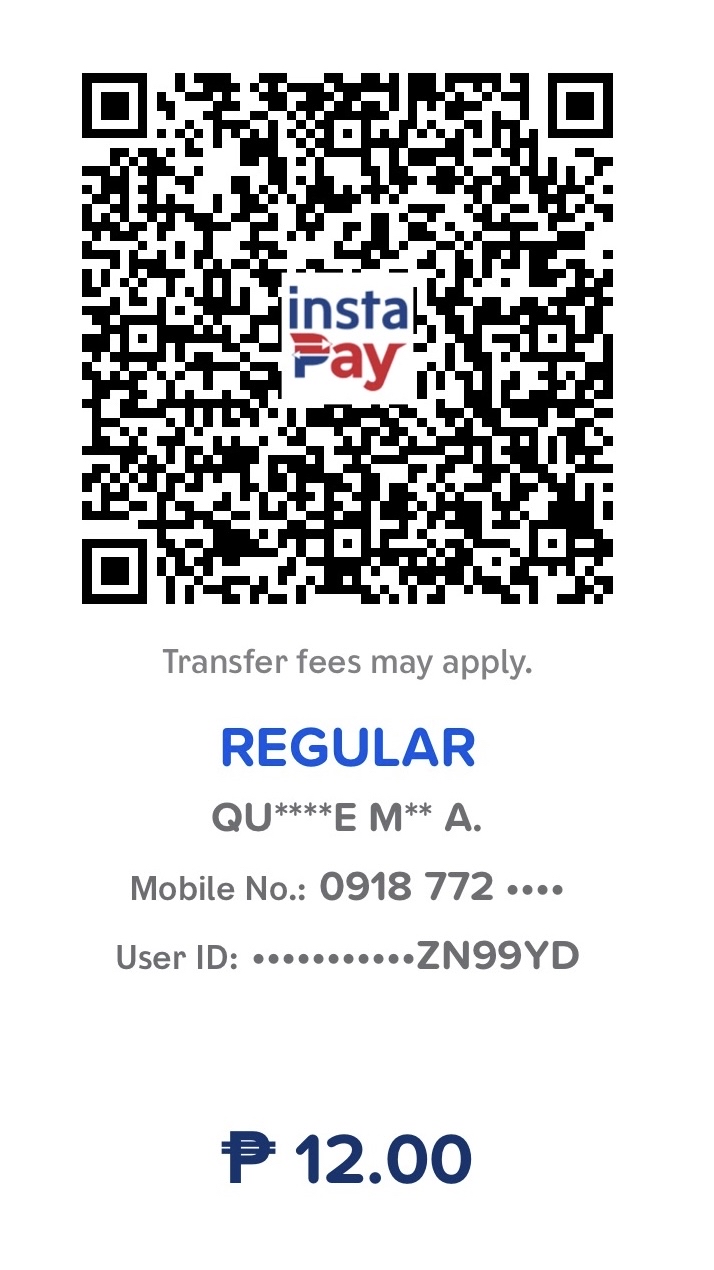 insta
Pay
Transfer fees may apply.
REGULAR
QU****E M** A.
Mobile No.: 0918 772 ••••
User ID: •••••••••••ZN99YD
₱ 12.00